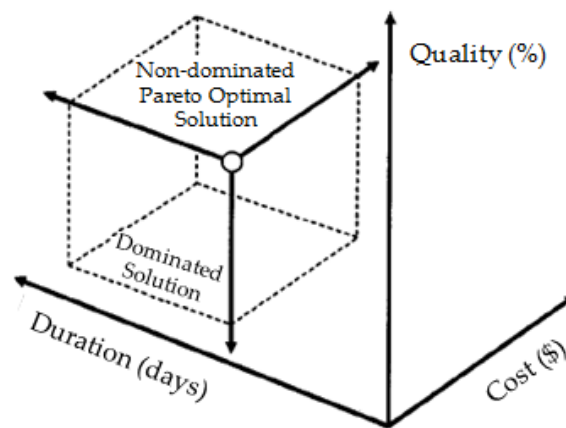 Quality (%)
Non-dominated
Pareto Optimal
Solution
Dominated
Solution
Duration (days)
Cost ($)